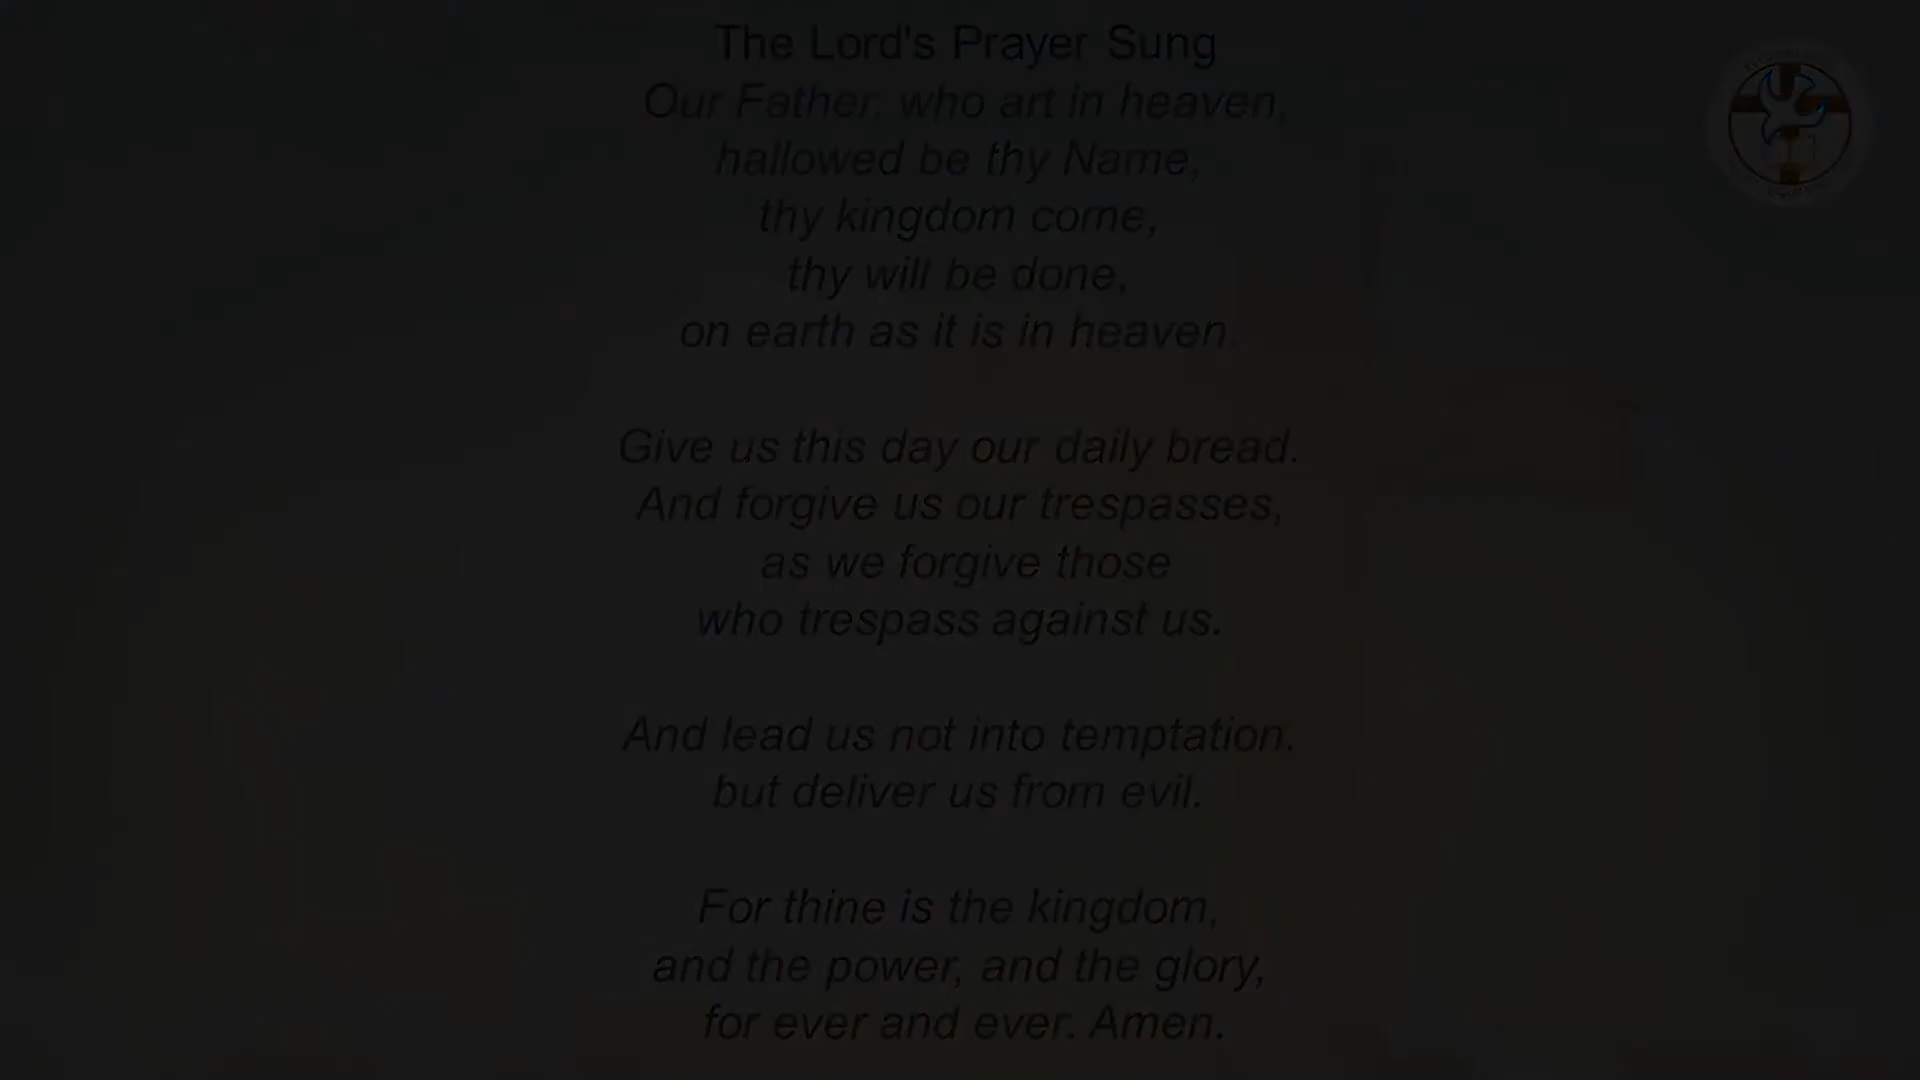 The Lord's Prayer Sung
Our Father, who art in heaven,
hallowed be thy Name,
thy kingdom come,
thy will be done,
on earth as it is in heaven.
Give us this day our daily bread.
And forgive us our trespasses,
as we forgive those
who trespass against us.
And lead us not into temptation.
but deliver us from evil.
For thine is the kingdom,
and the power, and the glory,
for ever and ever. Amen.